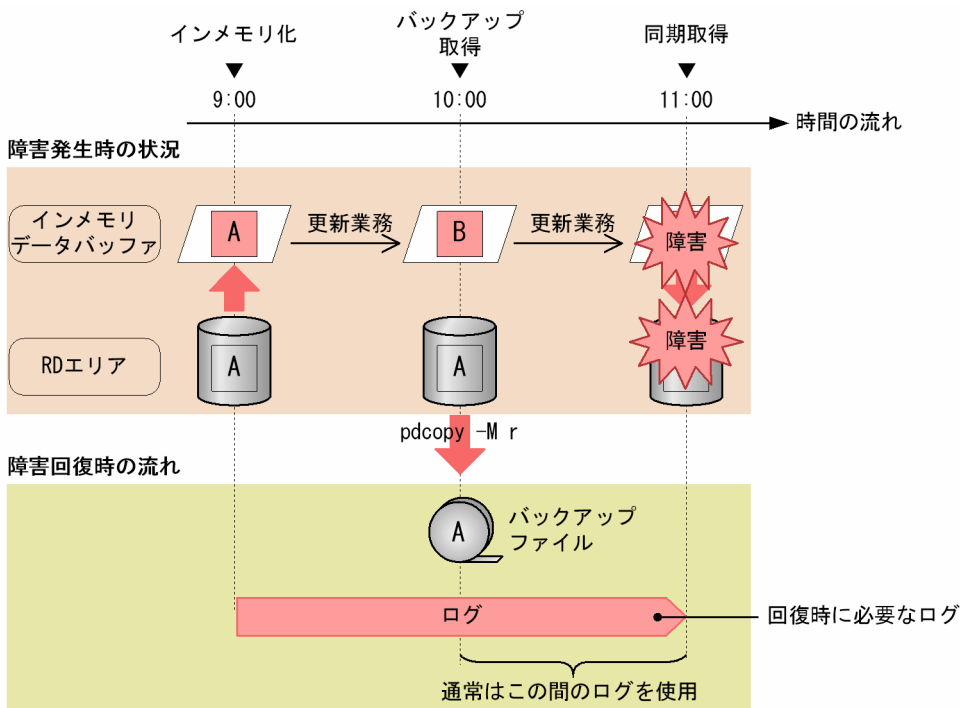 インメモリ化
バックアップ
取得
同期取得
9:00
10:00
11:00
時間の流れ
障害発生時の状況
インメモリ
データバッファ
A
更新業務
B
更新業務
障害
RDエリア
A
A
障害
pdcopy -M r
障害回復時の流れ
A
バックアップ
ファイル
ログ
回復時に必要なログ
通常はこの間のログを使用